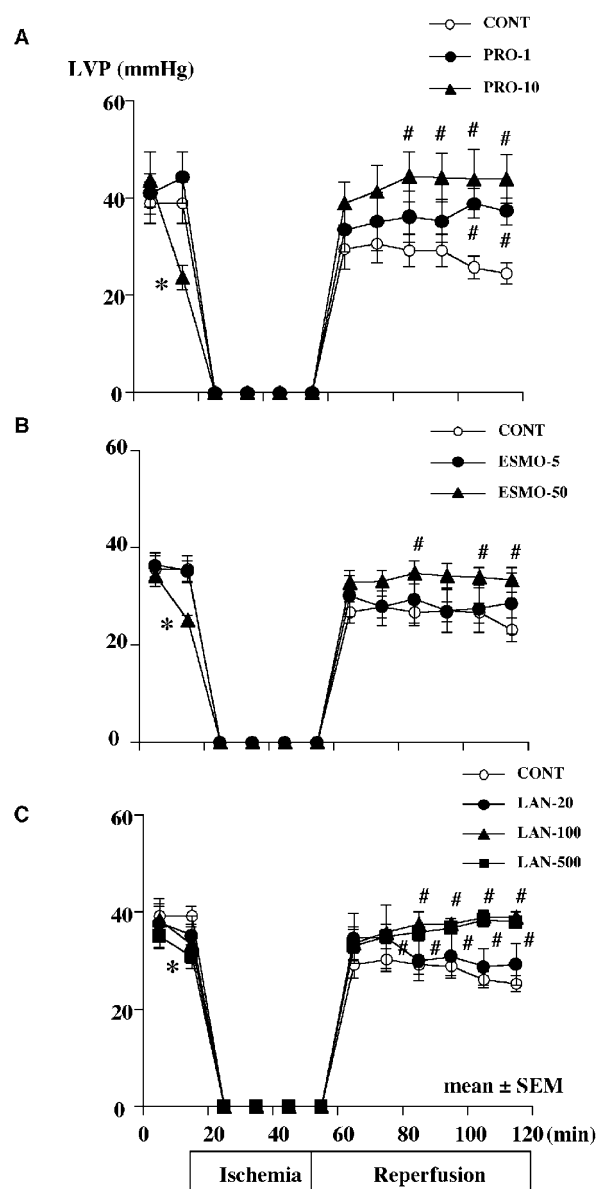 A
LVP (mmHg)
CONT
PRO-1
PRO-10
60
40
20
0
*
# # # #
# #
B
CONT
ESMO-5
ESMO-50
60
40
20
0
*
# # #
C
CONT
LAN-20
LAN-100
LAN-500
60
40
20
0
*
# # # #
# # # # #
mean ± SEM
0 20 40 60 80 100 120 (min)
Ischemia Reperfusion